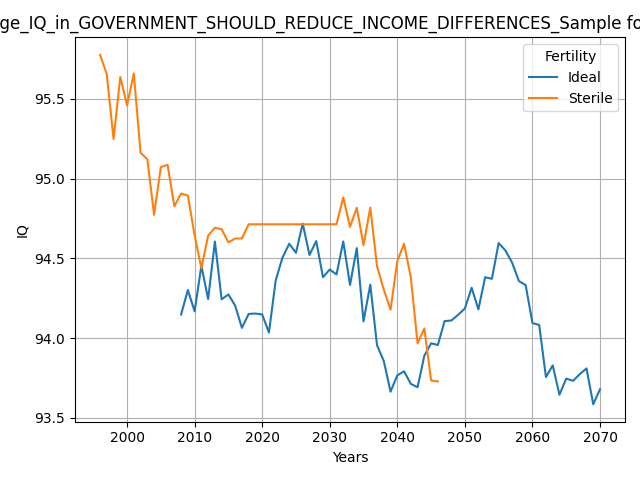 ge_IQ_in_GOVERNMENT_SHOULD_REDUCE_INCOME_DIFFERENCES_Sample fo
Fertility
Ideal
Sterile
95.5
95.0
94.5
94.0
93.5
IQ
2000 2010 2020 2030 2040 2050 2060 2070
Years